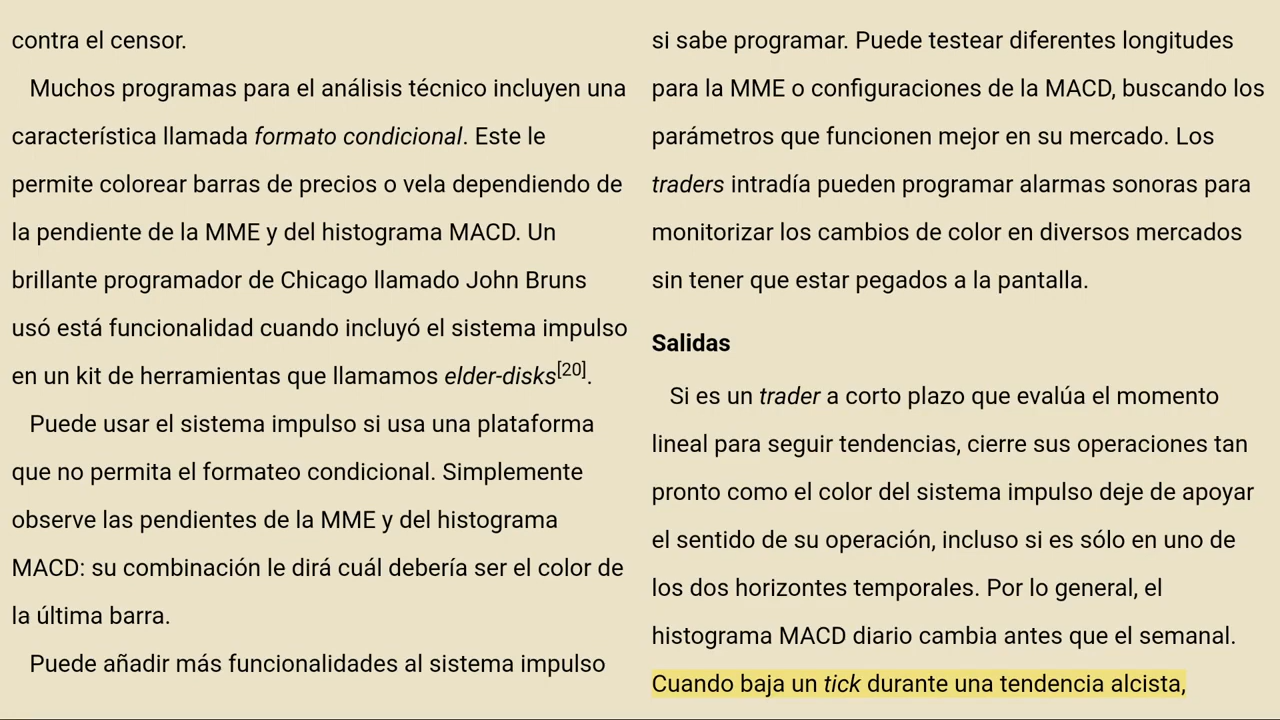 contra el censor.
Muchos programas para el análisis técnico incluyen una
característica llamada formato condicional. Este le
permite colorear barras de precios o vela dependiendo de
la pendiente de la MME y del histograma MACD. Un
brillante programador de Chicago llamado John Bruns
usó está funcionalidad cuando incluyó el sistema impulso
en un kit de herramientas que llamamos elder-disks[20].
Puede usar el sistema impulso si usa una plataforma
que no permita el formateo condicional. Simplemente
observe las pendientes de la MME y del histograma
MACD: su combinación le dirá cuál debería ser el color de
la última barra.
Puede añadir más funcionalidades al sistema impulso
si sabe programar. Puede testear diferentes longitudes
para la MME o configuraciones de la MACD, buscando los
parámetros que funcionen mejor en su mercado. Los
traders intradía pueden programar alarmas sonoras para
monitorizar los cambios de color en diversos mercados
sin tener que estar pegados a la pantalla.
Salidas
Si es un trader a corto plazo que evalúa el momento
lineal para seguir tendencias, cierre sus operaciones tan
pronto como el color del sistema impulso deje de apoyar
el sentido de su operación, incluso si es sólo en uno de
los dos horizontes temporales. Por lo general, el
histograma MACD diario cambia antes que el semanal.
Cuando baja un tick durante una tendencia alcista,